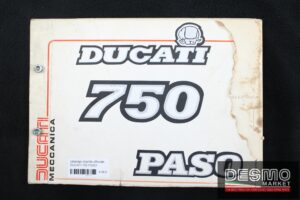 DUCATI
750
PASO
DUCATI
MECCANICA
DESMO
MARKET